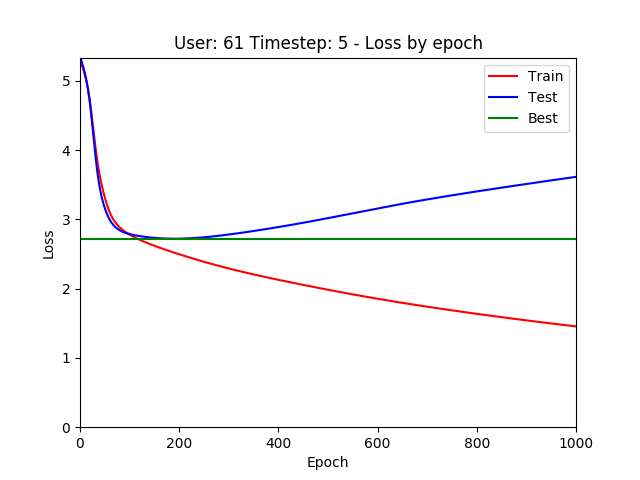 User: 61 Timestep: 5 - Loss by epoch
Train
Test
Best
Loss
5
4
3
2
1
0
0 200 400 600 800 1000
Epoch